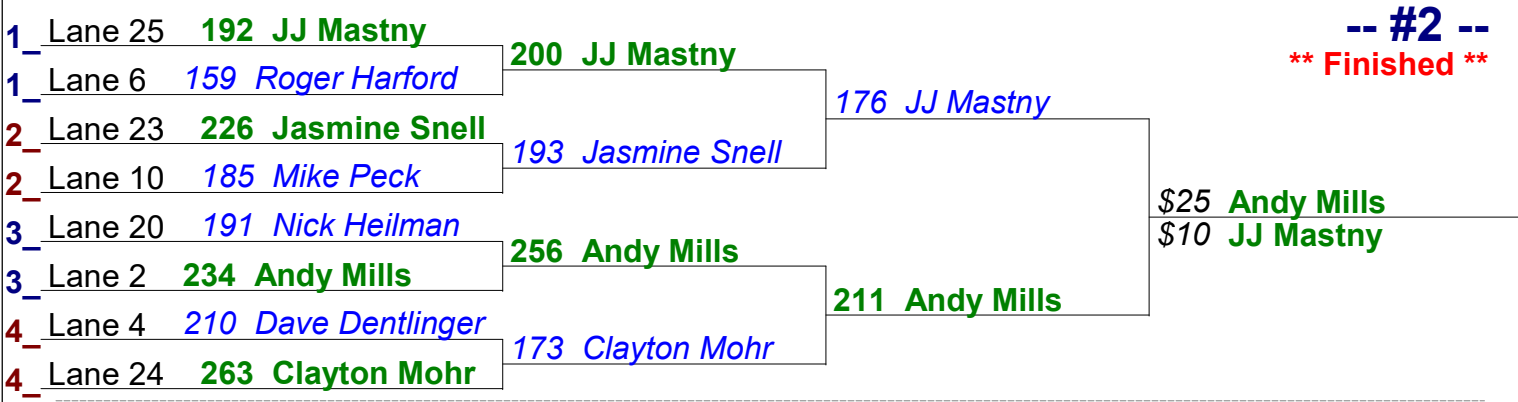 -- #2 --
** Finished **
1_ Lane 25 192 JJ Mastny
200 JJ Mastny
1_ Lane 6 159 Roger Harford
176 JJ Mastny
2_ Lane 23 226 Jasmine Snell
193 Jasmine Snell
2_ Lane 10 185 Mike Peck
$25 Andy Mills
3_ Lane 20 191 Nick Heilman
$10 JJ Mastny
256 Andy Mills
3_ Lane 2 234 Andy Mills
211 Andy Mills
4_ Lane 4 210 Dave Dentlinger
173 Clayton Mohr
4_ Lane 24 263 Clayton Mohr